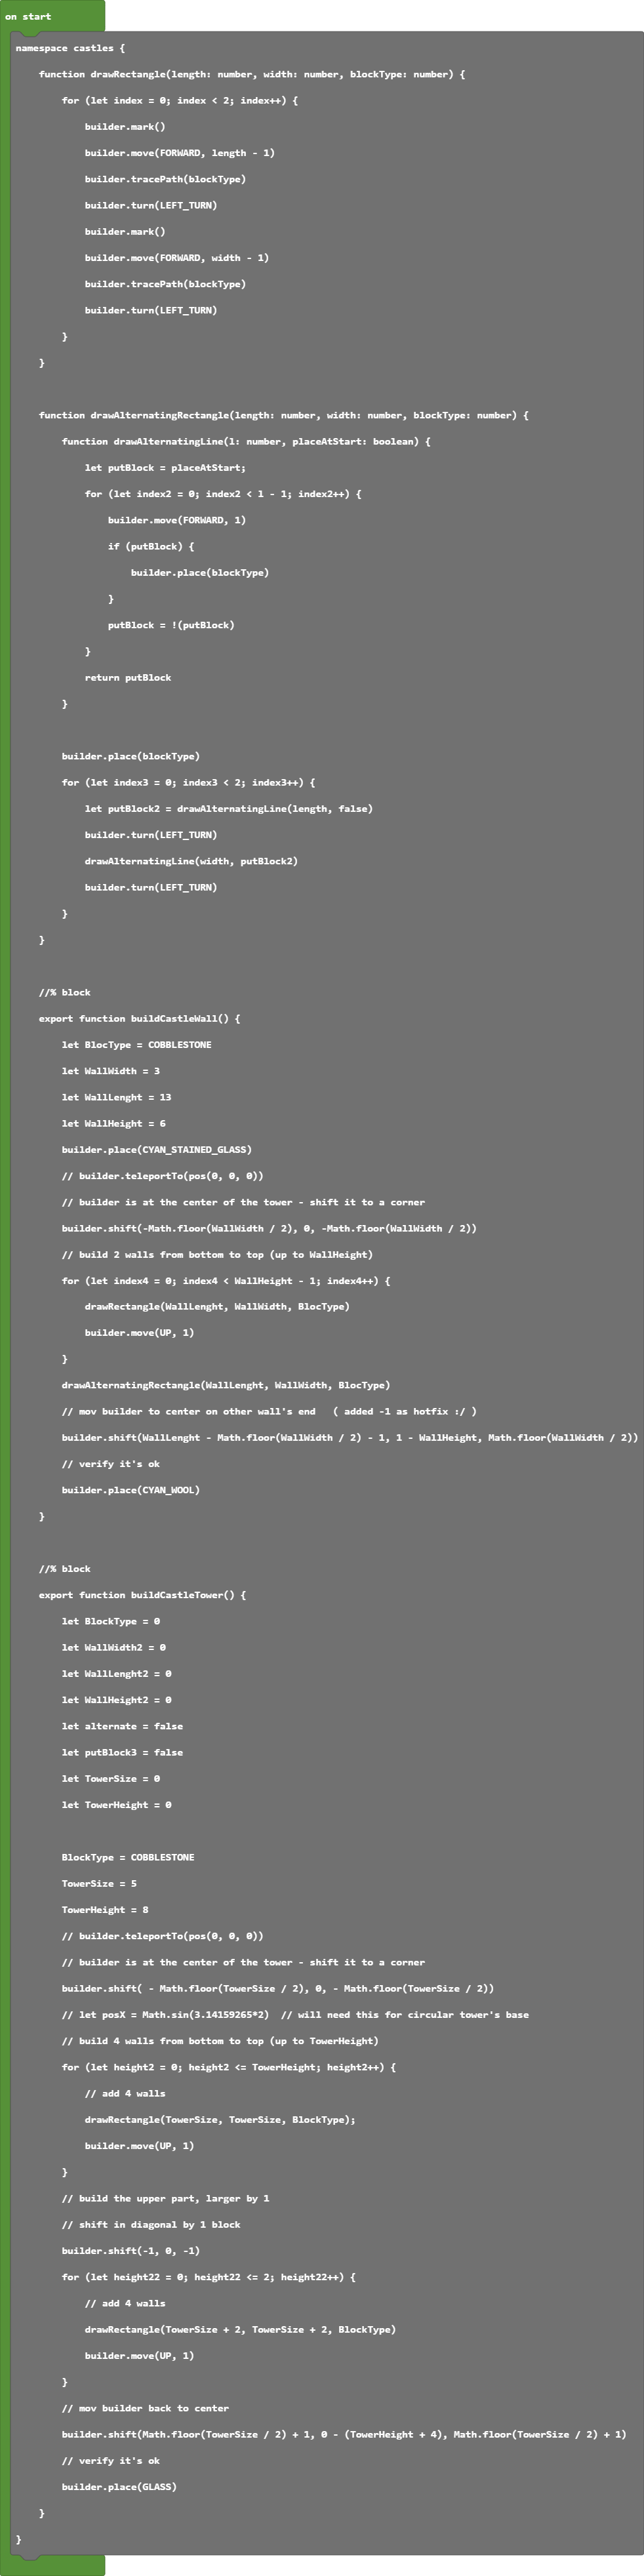 on start
namespace castles {
function drawRectangle(length: number, width: number, blockType: number) {
for (let index = 0; index < 2; index++) {
builder.mark()
builder.move(FORWARD, length - 1)
builder.tracePath(blockType)
builder.turn(LEFT_TURN)
builder.mark()
builder.move(FORWARD, width - 1)
builder.tracePath(blockType)
builder.turn(LEFT_TURN)
}
}
function drawAlternatingRectangle(length: number, width: number, blockType: number) {
function drawAlternatingLine(l: number, placeAtStart: boolean) {
let putBlock = placeAtStart;
for (let index2 = 0; index2 < l - 1; index2++) {
builder.move(FORWARD, 1)
if (putBlock) {
builder.place(blockType)
}
putBlock = !(putBlock)
}
return putBlock
}
builder.place(blockType)
for (let index3 = 0; index3 < 2; index3++) {
let putBlock2 = drawAlternatingLine(length, false)
builder.turn(LEFT_TURN)
drawAlternatingLine(width, putBlock2)
builder.turn(LEFT_TURN)
}
}
//% block
export function buildCastleWall() {
let BlocType = COBBLESTONE
let WallWidth = 3
let WallLenght = 13
let WallHeight = 6
builder.place(CYAN_STAINED_GLASS)
// builder.teleportTo(pos(0, 0, 0))
// builder is at the center of the tower - shift it to a corner
builder.shift(-Math.floor(WallWidth / 2), 0, -Math.floor(WallWidth / 2))
// build 2 walls from bottom to top (up to WallHeight)
for (let index4 = 0; index4 < WallHeight - 1; index4++) {
drawRectangle(WallLenght, WallWidth, BlocType)
builder.move(UP, 1)
}
drawAlternatingRectangle(WallLenght, WallWidth, BlocType)
// mov builder to center on other wall's end   ( added -1 as hotfix :/ )
builder.shift(WallLenght - Math.floor(WallWidth / 2) - 1, 1 - WallHeight, Math.floor(WallWidth / 2))
// verify it's ok
builder.place(CYAN_WOOL)
}
//% block
export function buildCastleTower() {
let BlockType = 0
let WallWidth2 = 0
let WallLenght2 = 0
let WallHeight2 = 0
let alternate = false
let putBlock3 = false
let TowerSize = 0
let TowerHeight = 0
BlockType = COBBLESTONE
TowerSize = 5
TowerHeight = 8
// builder.teleportTo(pos(0, 0, 0))
// builder is at the center of the tower - shift it to a corner
builder.shift( - Math.floor(TowerSize / 2), 0, - Math.floor(TowerSize / 2))
// let posX = Math.sin(3.14159265*2)  // will need this for circular tower's base
// build 4 walls from bottom to top (up to TowerHeight)
for (let height2 = 0; height2 <= TowerHeight; height2++) {
// add 4 walls
drawRectangle(TowerSize, TowerSize, BlockType);
builder.move(UP, 1)
}
// build the upper part, larger by 1
// shift in diagonal by 1 block
builder.shift(-1, 0, -1)
for (let height22 = 0; height22 <= 2; height22++) {
// add 4 walls
drawRectangle(TowerSize + 2, TowerSize + 2, BlockType)
builder.move(UP, 1)
}
// mov builder back to center
builder.shift(Math.floor(TowerSize / 2) + 1, 0 - (TowerHeight + 4), Math.floor(TowerSize / 2) + 1)
// verify it's ok
builder.place(GLASS)
}
}